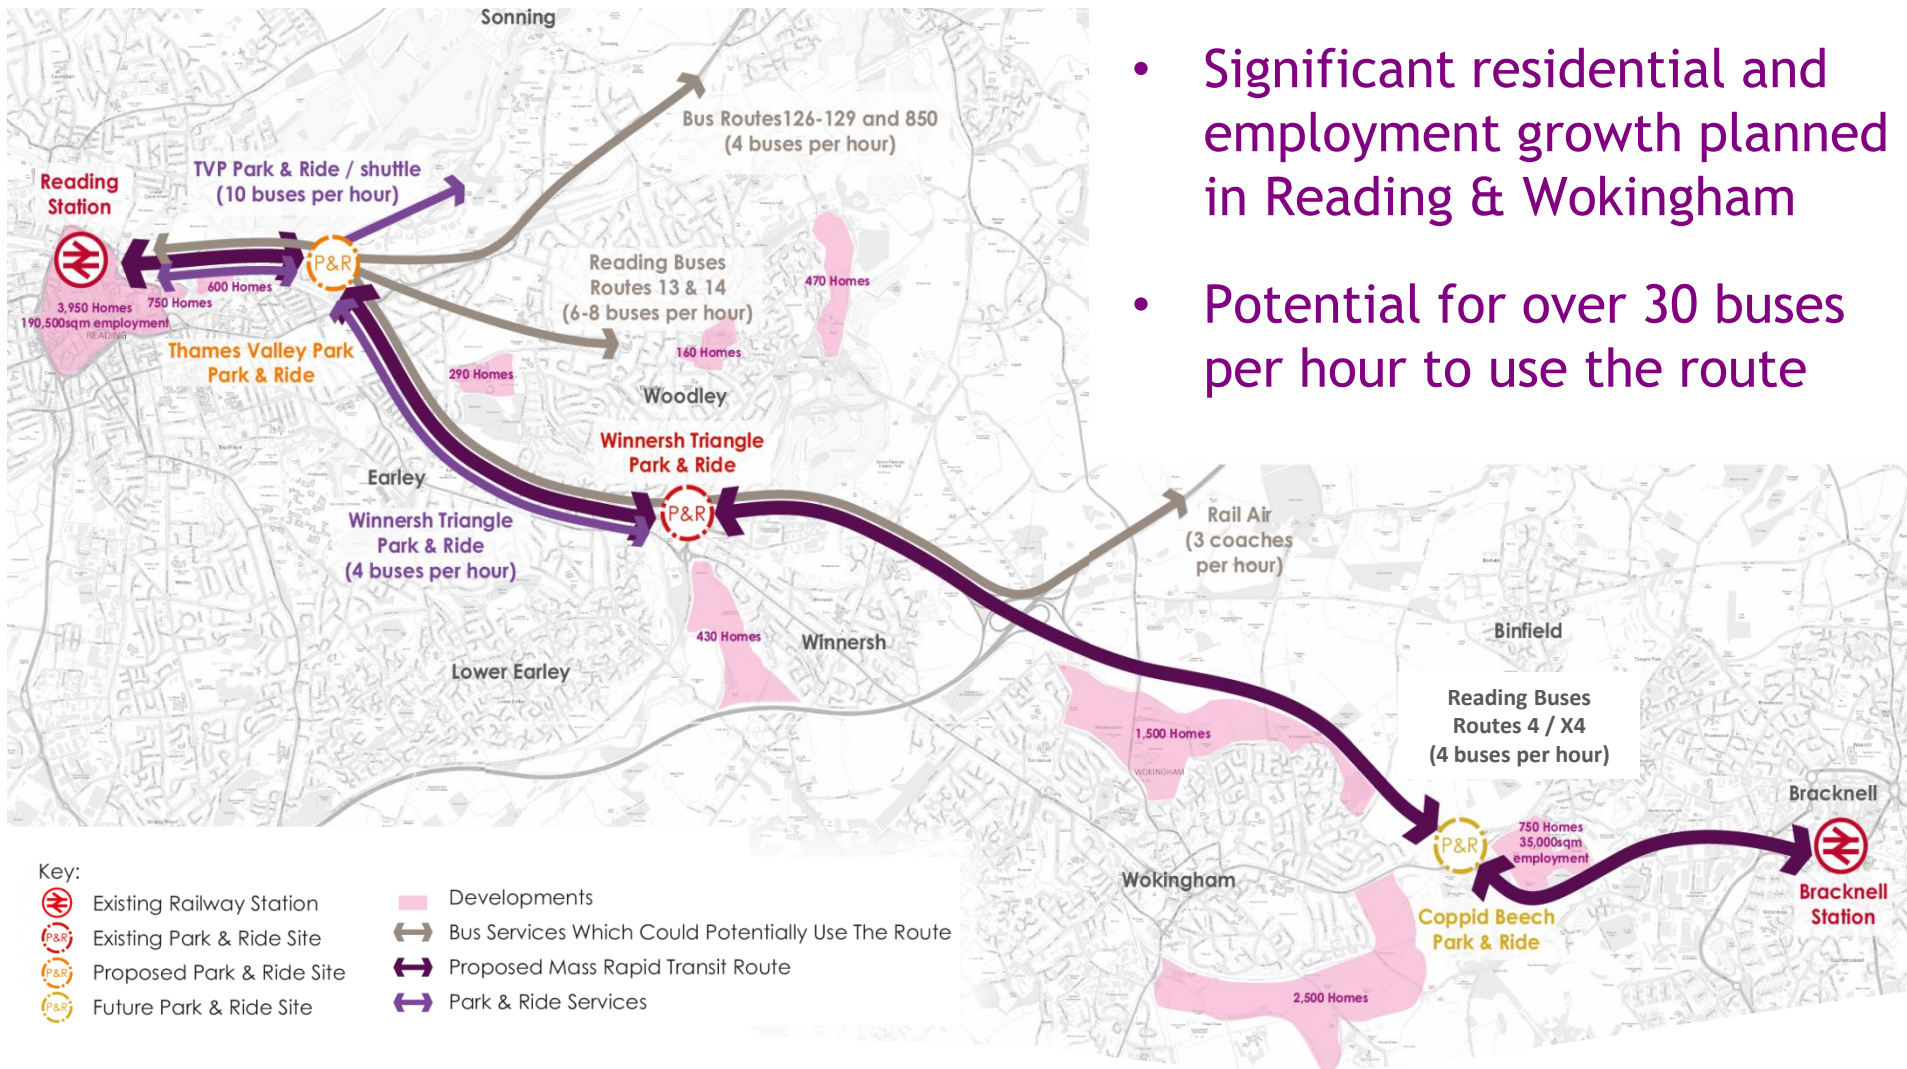 Sonning
• Significant residential and
employment growth planned
in Reading & Wokingham
• Potential for over 30 buses
per hour to use the route
Bus Routes126-129 and 850
(4 buses per hour)
TVP Park & Ride / shuttle
(10 buses per hour)
Reading
Station
P&R
Reading Buses
Routes 13 & 14
(6-8 buses per hour)
470 Homes
600 Homes
750 Homes
3,950 Homes
190,500sqm employment
READING
Thames Valley Park
Park & Ride
160 Homes
290 Homes
Woodley
Winnersh Triangle
Park & Ride
P&R
Earley
Winnersh Triangle
Park & Ride
(4 buses per hour)
Rail Air
(3 coaches
per hour)
430 Homes
Winnersh
Lower Earley
Binfield
Reading Buses
Routes 4 / X4
(4 buses per hour)
1,500 Homes
WOKINGHAM
Bracknell
P&R
750 Homes
35,000sqm
employment
Wokingham
Coppid Beech
Park & Ride
Bracknell
Station
2,500 Homes
Key:
Existing Railway Station
P&R Existing Park & Ride Site
P&R Proposed Park & Ride Site
P&R Future Park & Ride Site
Developments
Bus Services Which Could Potentially Use The Route
Proposed Mass Rapid Transit Route
Park & Ride Services